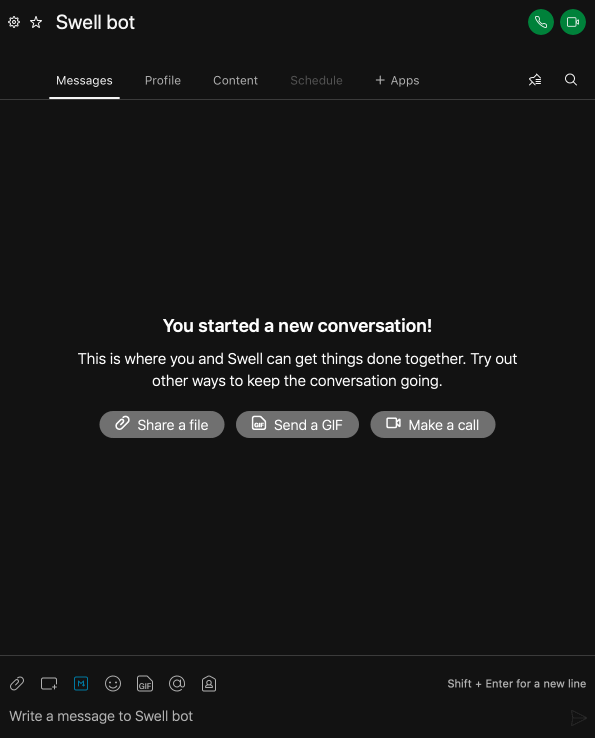 Swell bot
Messages Profile Content Schedule + Apps
You started a new conversation!
This is where you and Swell can get things done together. Try out
other ways to keep the conversation going.
Share a file GIF Send a GIF Make a call
M GIF @ Shift + Enter for a new line
Write a message to Swell bot